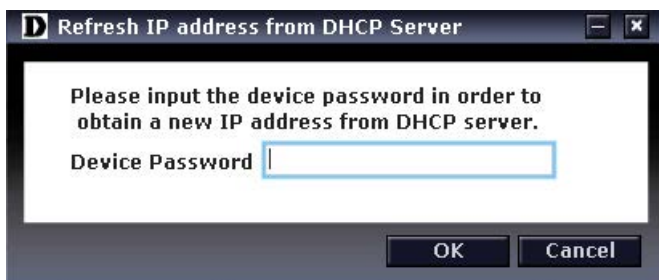 D Refresh IP address from DHCP Server
Please input the device password in order to
obtain a new IP address from DHCP server.
Device Password
OK Cancel